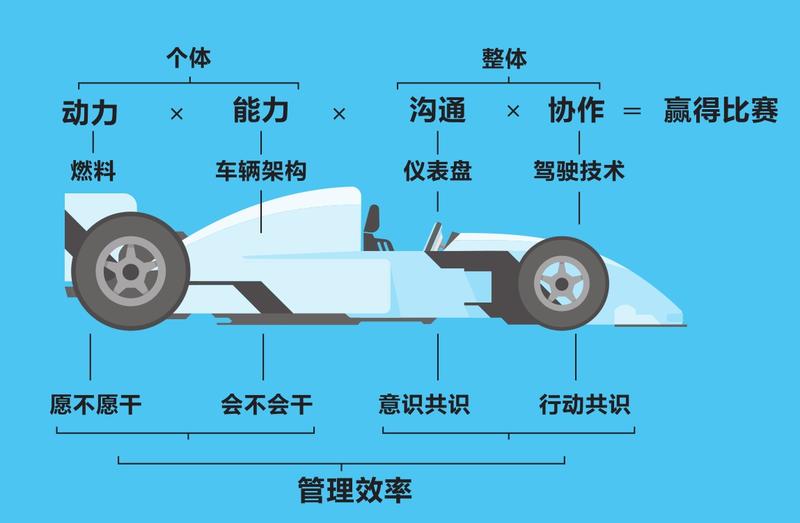 个体 整体
动力 × 能力 × 沟通 × 协作 = 赢得比赛
燃料 车辆架构 仪表盘 驾驶技术
愿不愿干 会不会干 意识共识 行动共识
管理效率